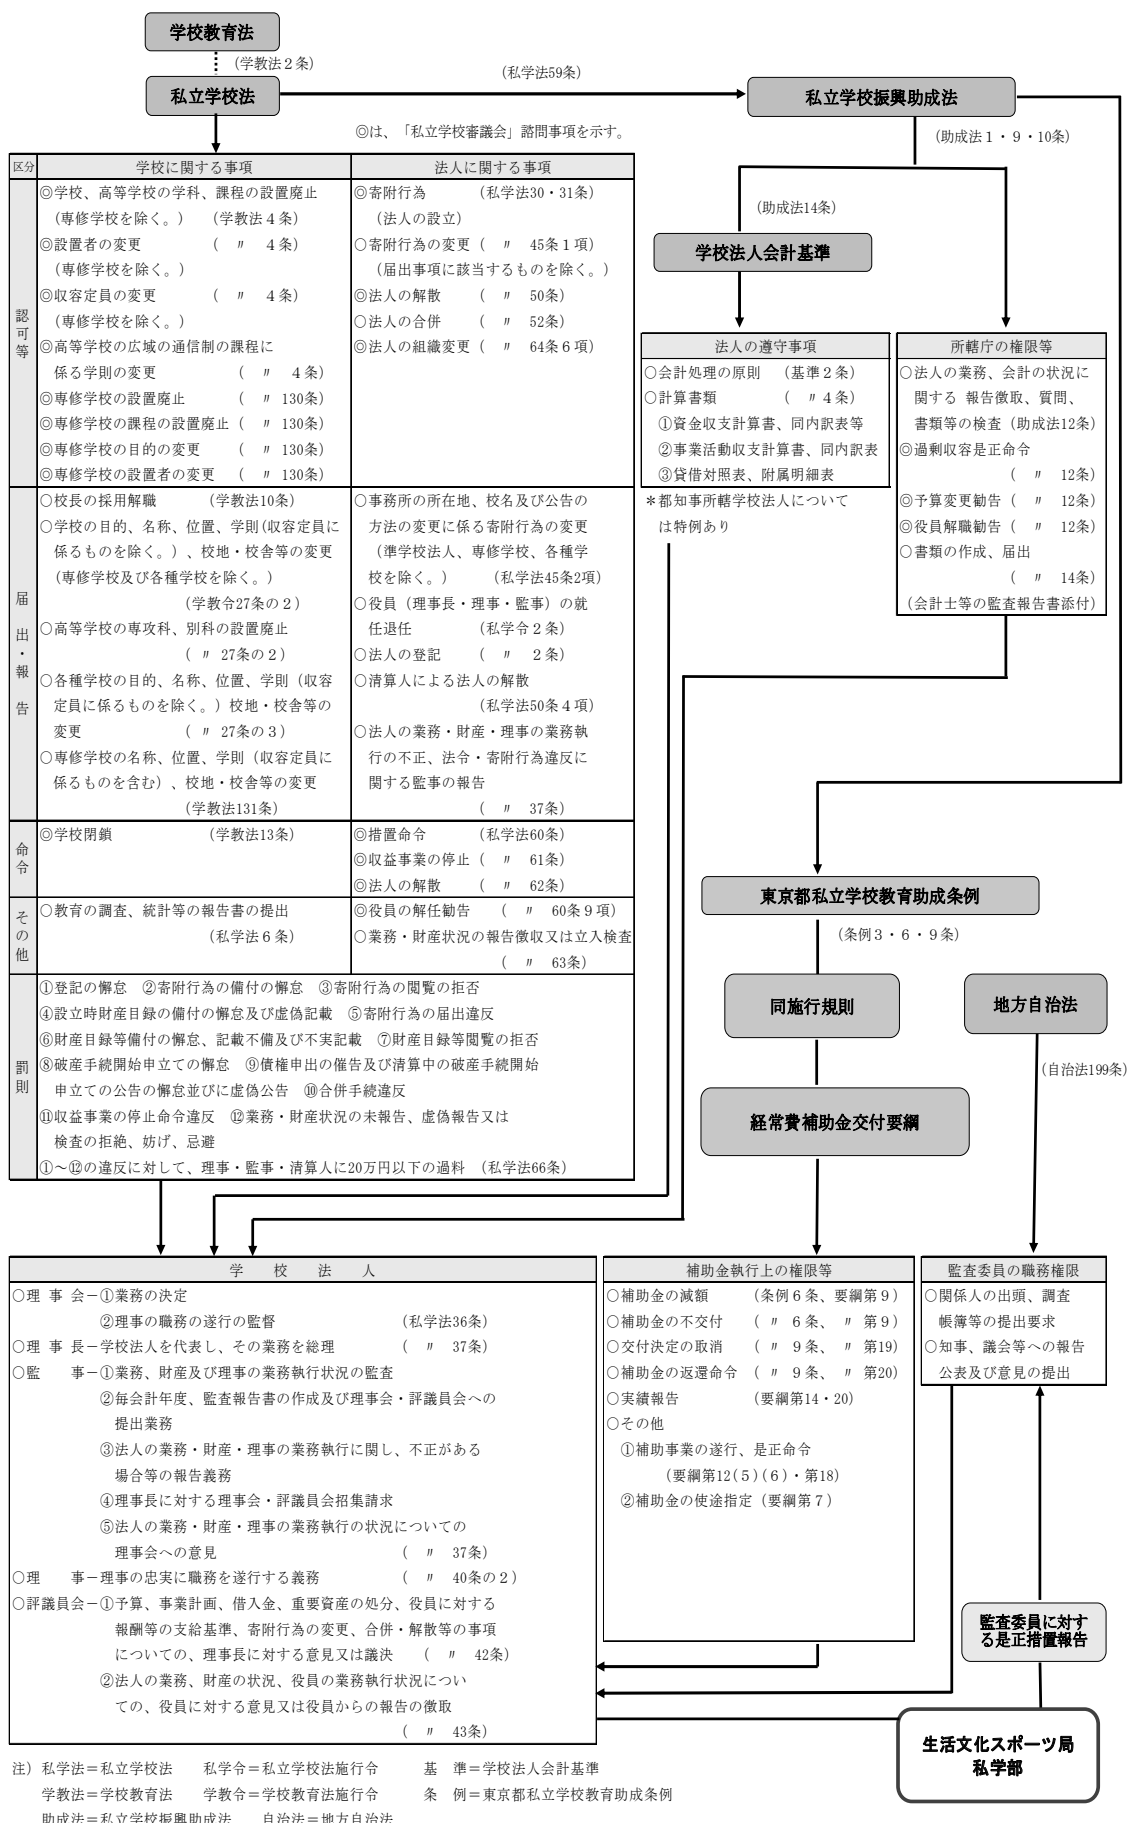 学校教育法
(学教法２条)
私立学校法
(私学法59条)
私立学校振興助成法
◎は、「私立学校審議会」諮問事項を示す。
(助成法１・９・10条)
区分
学校に関する事項
法人に関する事項
認可等
◎学校、高等学校の学科、課程の設置廃止
(専修学校を除く。) (学教法４条)
◎設置者の変更 ( 〃 ４条)
(専修学校を除く。)
◎収容定員の変更 ( 〃 ４条)
(専修学校を除く。)
◎高等学校の広域の通信制の課程に
係る学則の変更 ( 〃 ４条)
◎専修学校の設置廃止 ( 〃 130条)
◎専修学校の課程の設置廃止 ( 〃 130条)
◎専修学校の目的の変更 ( 〃 130条)
◎専修学校の設置者の変更 ( 〃 130条)
◎寄附行為 (私学法30・31条)
(法人の設立)
○寄附行為の変更 ( 〃 45条１項)
(届出事項に該当するものを除く。)
◎法人の解散 ( 〃 50条)
○法人の合併 ( 〃 52条)
◎法人の組織変更 ( 〃 64条６項)
届出・報告
○校長の採用解職 (学教法10条)
○学校の目的、名称、位置、学則(収容定員に
係るものを除く。)、校地・校舎等の変更
(専修学校及び各種学校を除く。)
(学教令27条の２)
○高等学校の専攻科、別科の設置廃止
( 〃 27条の２)
○各種学校の目的、名称、位置、学則 (収容
定員に係るものを除く。) 校地・校舎等の
変更 ( 〃 27条の３)
○専修学校の名称、位置、学則 (収容定員に
係るものを含む)、校地・校舎等の変更
(学教法131条)
○事務所の所在地、校名及び公告の
方法の変更に係る寄附行為の変更
(準学校法人、専修学校、各種学
校を除く。) (私学法45条2項)
○役員 (理事長・理事・監事) の就
任退任 (私学令２条)
○法人の登記 ( 〃 ２条)
○清算人による法人の解散
(私学法50条４項)
○法人の業務・財産・理事の業務執
行の不正、法令・寄附行為違反に
関する監事の報告
( 〃 37条)
命令
◎学校閉鎖 (学教法13条)
◎措置命令 (私学法60条)
◎収益事業の停止 ( 〃 61条)
◎法人の解散 ( 〃 62条)
その他
○教育の調査、統計等の報告書の提出
(私学法６条)
◎役員の解任勧告 ( 〃 60条９項)
○業務・財産状況の報告徴収又は立入検査
( 〃 63条)
罰則
①登記の懈怠 ②寄附行為の備付の懈怠 ③寄附行為の閲覧の拒否
④設立時財産目録の備付の懈怠及び虚偽記載 ⑤寄附行為の届出違反
⑥財産目録等備付の懈怠、記載不備及び不実記載 ⑦財産目録等閲覧の拒否
⑧破産手続開始申立ての懈怠 ⑨債権申出の催告及び清算中の破産手続開始
申立ての公告の懈怠並びに虚偽公告 ⑩合併手続違反
⑪収益事業の停止命令違反 ⑫業務・財産状況の未報告、虚偽報告又は
検査の拒絶、妨げ、忌避
①～⑫の違反に対して、理事・監事・清算人に20万円以下の過料 (私学法66条)
(助成法14条)
学校法人会計基準
法人の遵守事項
○会計処理の原則 (基準２条)
○計算書類 ( 〃４条)
①資金収支計算書、同内訳表等
②事業活動収支計算書、同内訳表
③貸借対照表、附属明細表
＊都知事所轄学校法人について
は特例あり
所轄庁の権限等
○法人の業務、会計の状況に
関する 報告徴取、質問、
書類等の検査 (助成法12条)
◎過剰収容是正命令
( 〃 12条)
◎予算変更勧告 ( 〃 12条)
◎役員解職勧告 ( 〃 12条)
○書類の作成、届出
( 〃 14条)
(会計士等の監査報告書添付)
東京都私立学校教育助成条例
(条例３・６・９条)
同施行規則
地方自治法
(自治法199条)
経常費補助金交付要綱
学校法人
○理事会－①業務の決定
②理事の職務の遂行の監督 (私学法36条)
○理事長－学校法人を代表し、その業務を総理 ( 〃 37条)
○監事－①業務、財産及び理事の業務執行状況の監査
②毎会計年度、監査報告書の作成及び理事会・評議員会への
提出業務
③法人の業務・財産・理事の業務執行に関し、不正がある
場合等の報告義務
④理事長に対する理事会・評議員会招集請求
⑤法人の業務・財産・理事の業務執行の状況についての
理事会への意見 ( 〃 37条)
○理事－理事の忠実に職務を遂行する義務 ( 〃 40条の２)
○評議員会－①予算、事業計画、借入金、重要資産の処分、役員に対する
報酬等の支給基準、寄附行為の変更、合併・解散等の事項
についての、理事長に対する意見又は議決 ( 〃 42条)
②法人の業務、財産の状況、役員の業務執行状況につい
ての、役員に対する意見又は役員からの報告の徴取
( 〃 43条)
補助金執行上の権限等
○補助金の減額 (条例６条、要綱第９)
○補助金の不交付 ( 〃 ６条、 〃 第９)
○交付決定の取消 ( 〃 ９条、 〃 第19)
○補助金の返還命令 ( 〃 ９条、 〃 第20)
○実績報告 (要綱第14・20)
○その他
①補助事業の遂行、是正命令
(要綱第12(５)(６)・第18)
②補助金の使途指定 (要綱第７)
監査委員の職務権限
○関係人の出頭、調査
帳簿等の提出要求
○知事、議会等への報告
公表及び意見の提出
監査委員に対す
る是正措置報告
生活文化スポーツ局
私学部
注) 私学法＝私立学校法 私学令＝私立学校法施行令 基 準＝学校法人会計基準
学教法＝学校教育法 学教令＝学校教育法施行令 条 例＝東京都私立学校教育助成条例
助成法＝私立学校振興助成法 自治法＝地方自治法